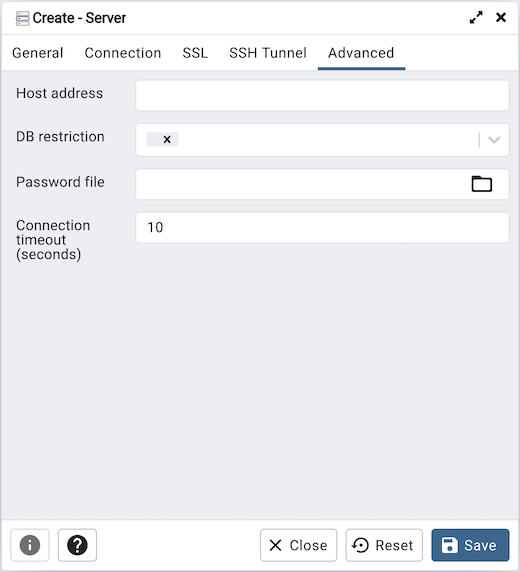 Create - Server
General Connection SSL SSH Tunnel Advanced
Host address
DB restriction
Password file
Connection
timeout
(seconds)
10
Close Reset Save